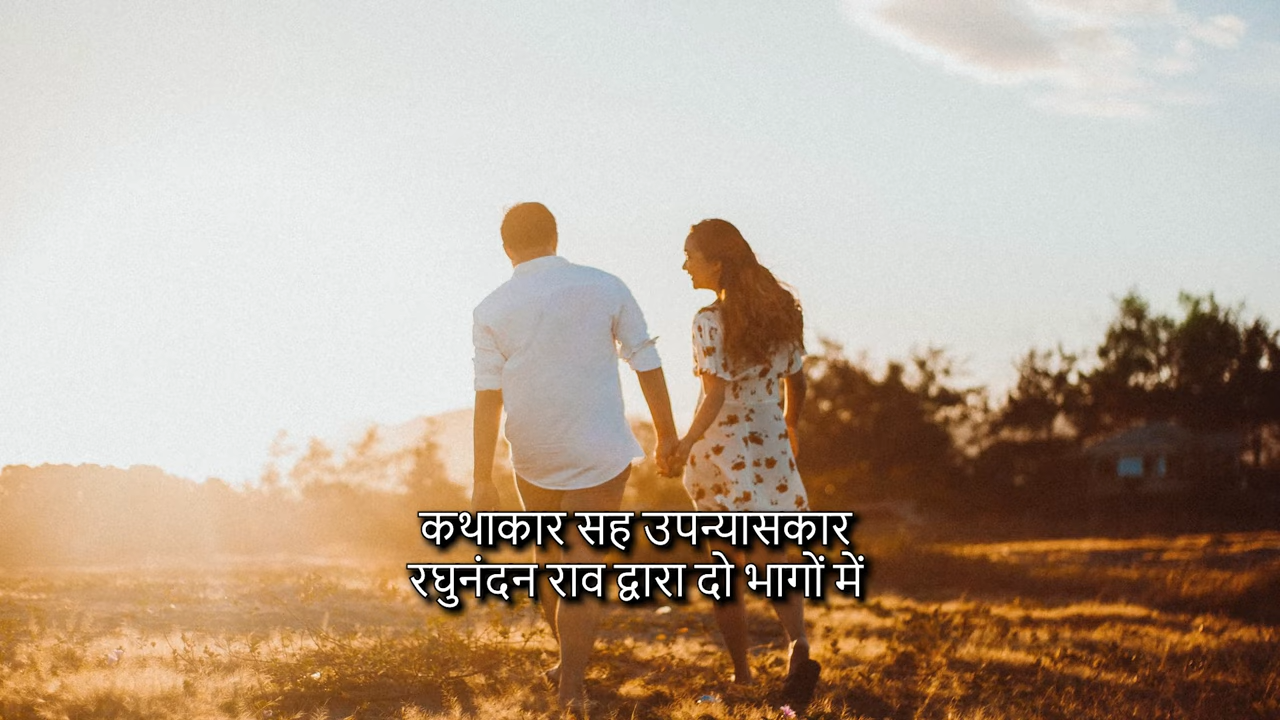 कथाकार सह उपन्यासकार
रघुनंदन राव द्वारा दो भागों में